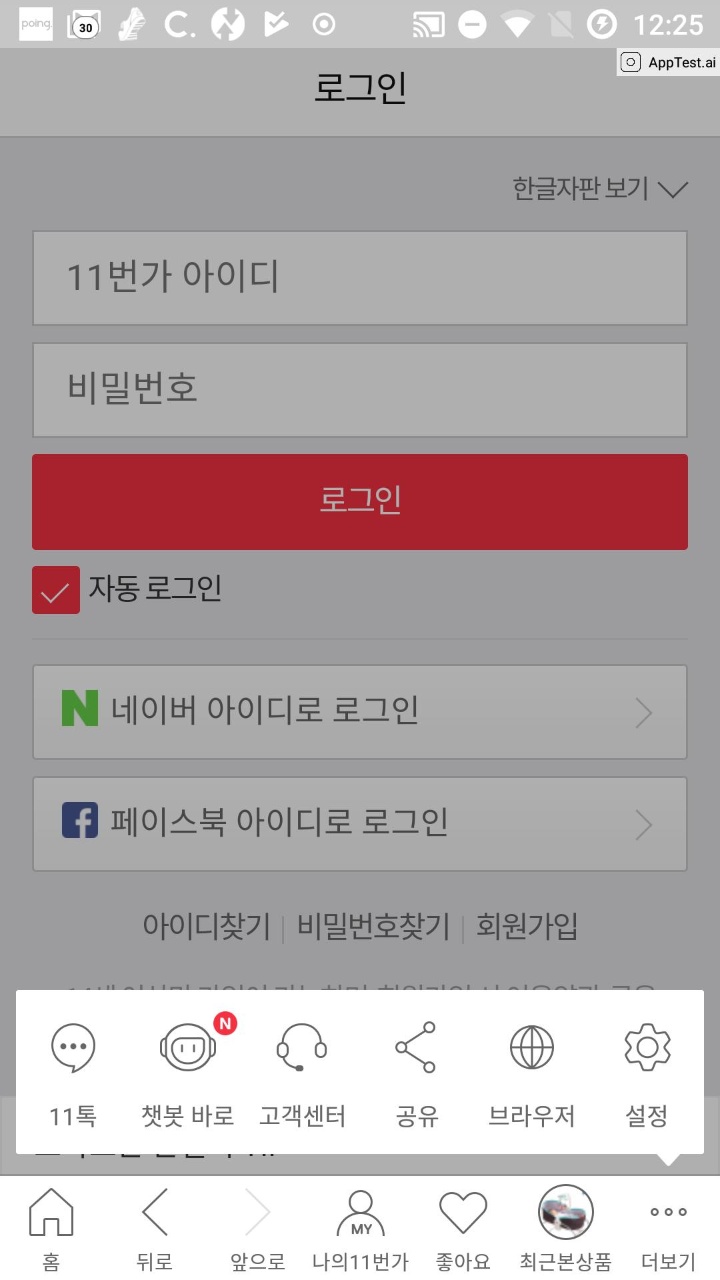 poing
30
C.
12:25
AppTest.ai
로그인
한글자판 보기
11번가 아이디
비밀번호
로그인
자동 로그인
N 네이버 아이디로 로그인
f 페이스북 아이디로 로그인
아이디찾기 | 비밀번호찾기 | 회원가입
N
11톡 챗봇 바로 고객센터 공유 브라우저 설정
MY
홈 뒤로 앞으로 나의11번가 좋아요 최근본상품 더보기